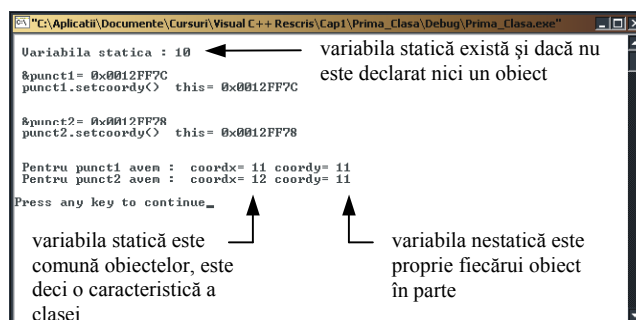 "C:\Aplicatii\Documente\Cursuri\Visual C++ Rescris\Cap1\Prima_Clasa\Debug\Prima_Clasa.exe"
Variabila statica : 10
variabila statică există şi dacă nu
este declarat nici un obiect
&punct1= 0x0012FF7C
punct1.setcoordy()  this= 0x0012FF7C
&punct2= 0x0012FF78
punct2.setcoordy()  this= 0x0012FF78
Pentru punct1 avem :  coordx= 11 coordy= 11
Pentru punct2 avem :  coordx= 12 coordy= 11
Press any key to continue_
variabila statică este
comună obiectelor, este
deci o caracteristică a
clasei
variabila nestatică este
proprie fiecărui obiect
în parte